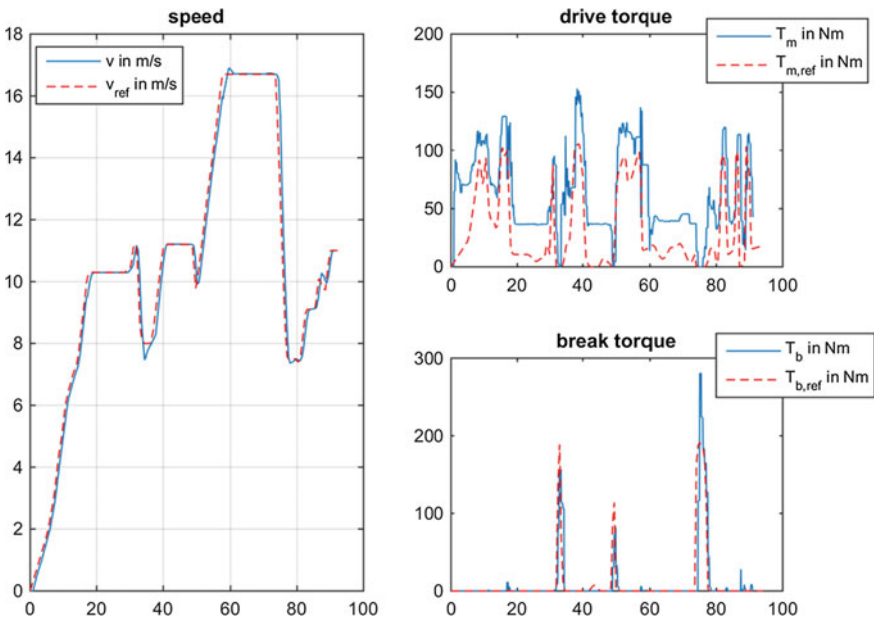 speed
18
16
14
12
10
8
6
4
2
0
0 20 40 60 80 100
v in m/s
v_ref in m/s
drive torque
200
150
100
50
0
0 20 40 60 80 100
T_m in Nm
T_m,ref in Nm
break torque
300
200
100
0
0 20 40 60 80 100
T_b in Nm
T_b,ref in Nm